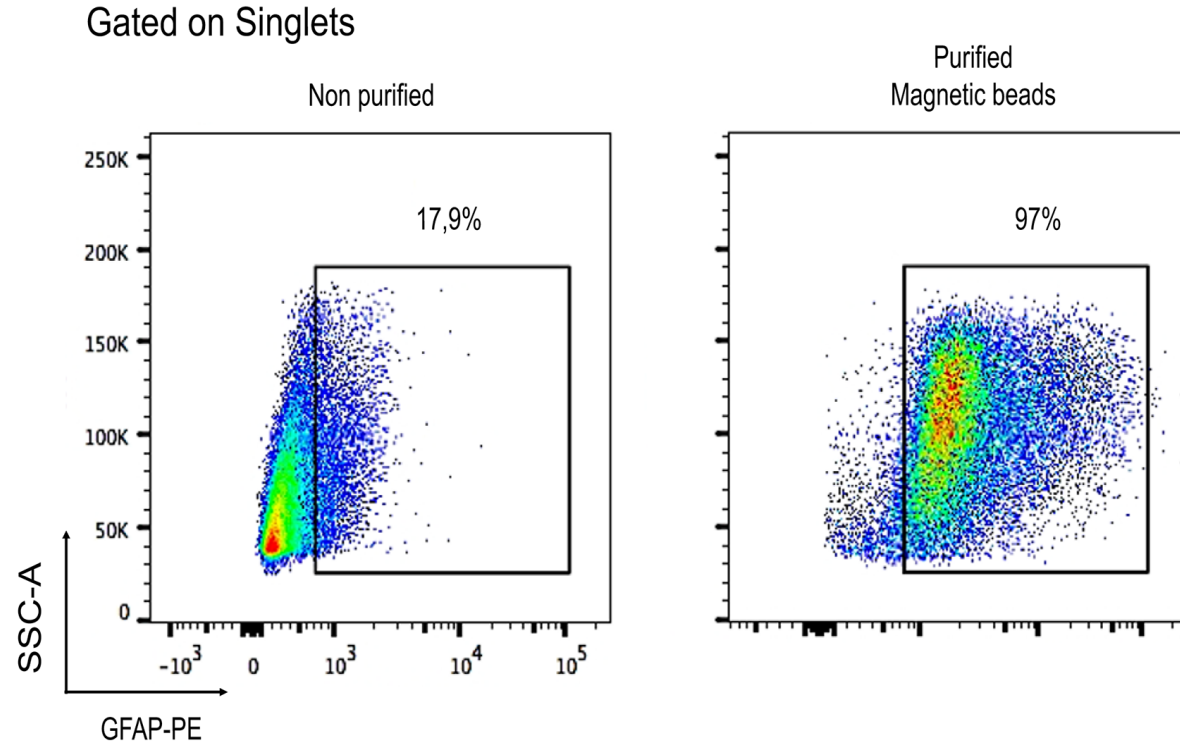 Gated on Singlets
Non purified
Purified
Magnetic beads
250K
200K
150K
100K
50K
0
17,9%
97%
-10³ 0 10³ 10⁴ 10⁵
SSC-A
GFAP-PE